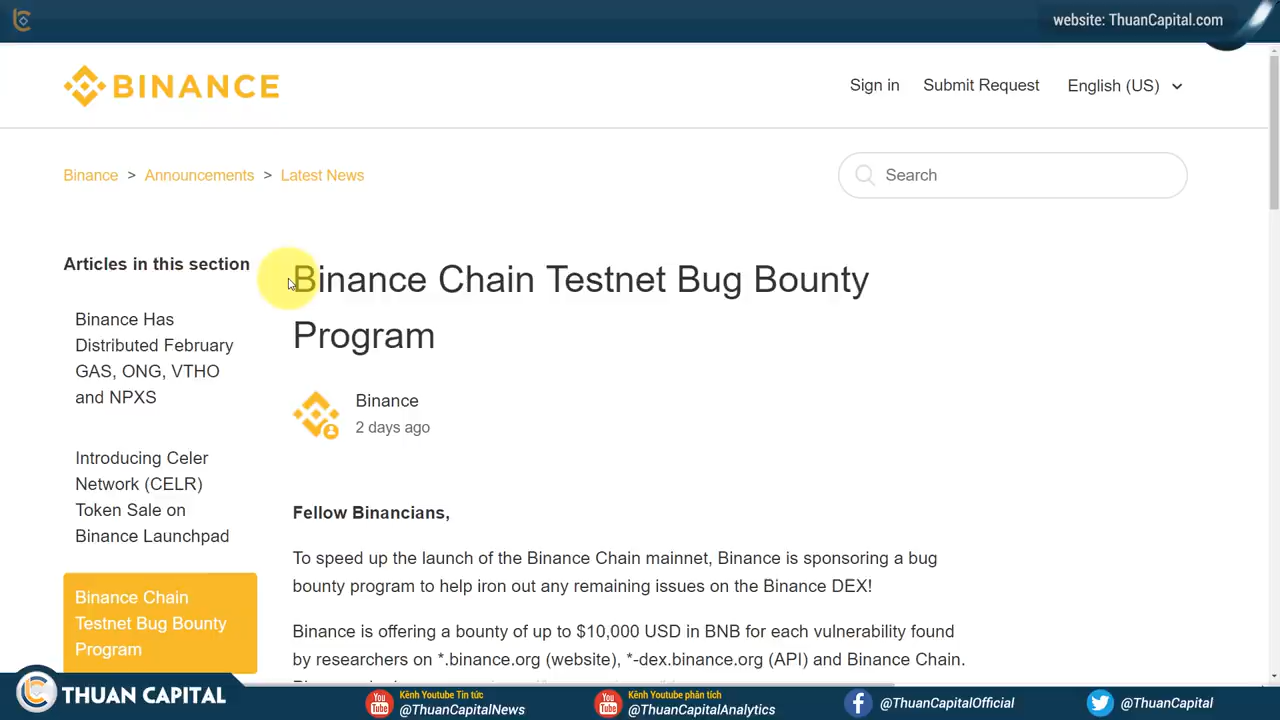 website: ThuanCapital.com
BINANCE
Sign in Submit Request English (US)
Binance > Announcements > Latest News
Search
Articles in this section
Binance Has
Distributed February
GAS, ONG, VTHO
and NPXS
Introducing Celer
Network (CELR)
Token Sale on
Binance Launchpad
Binance Chain
Testnet Bug Bounty
Program
Binance Chain Testnet Bug Bounty
Program
Binance
2 days ago
Fellow Binancians,
To speed up the launch of the Binance Chain mainnet, Binance is sponsoring a bug
bounty program to help iron out any remaining issues on the Binance DEX!
Binance is offering a bounty of up to $10,000 USD in BNB for each vulnerability found
by researchers on *.binance.org (website), *-dex.binance.org (API) and Binance Chain.
THUAN CAPITAL
You Tube
Kênh Youtube Tin tức
@ThuanCapitalNews
You Tube
Kênh Youtube phân tích
@ThuanCapitalAnalytics
@ThuanCapitalOfficial
@ThuanCapital